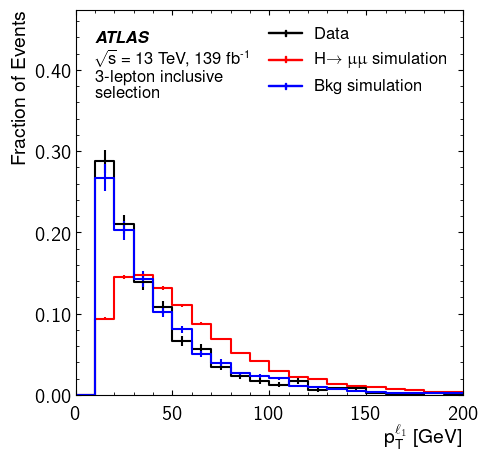 Fraction of Events
0.40
0.30
0.20
0.10
0.00
ATLAS
√s = 13 TeV, 139 fb⁻¹
3-lepton inclusive
selection
Data
H→ μμ simulation
Bkg simulation
0 50 100 150 200
p_T^{ℓ₁} [GeV]